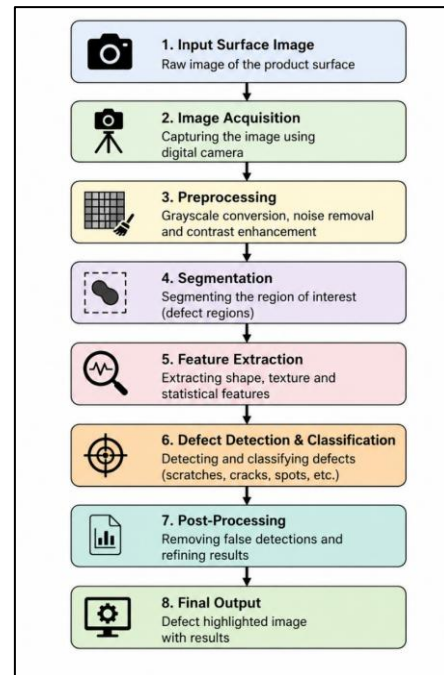 1. Input Surface Image
Raw image of the product surface
2. Image Acquisition
Capturing the image using
digital camera
3. Preprocessing
Grayscale conversion, noise removal
and contrast enhancement
4. Segmentation
Segmenting the region of interest
(defect regions)
5. Feature Extraction
Extracting shape, texture and
statistical features
6. Defect Detection & Classification
Detecting and classifying defects
(scratches, cracks, spots, etc.)
7. Post-Processing
Removing false detections and
refining results
8. Final Output
Defect highlighted image
with results